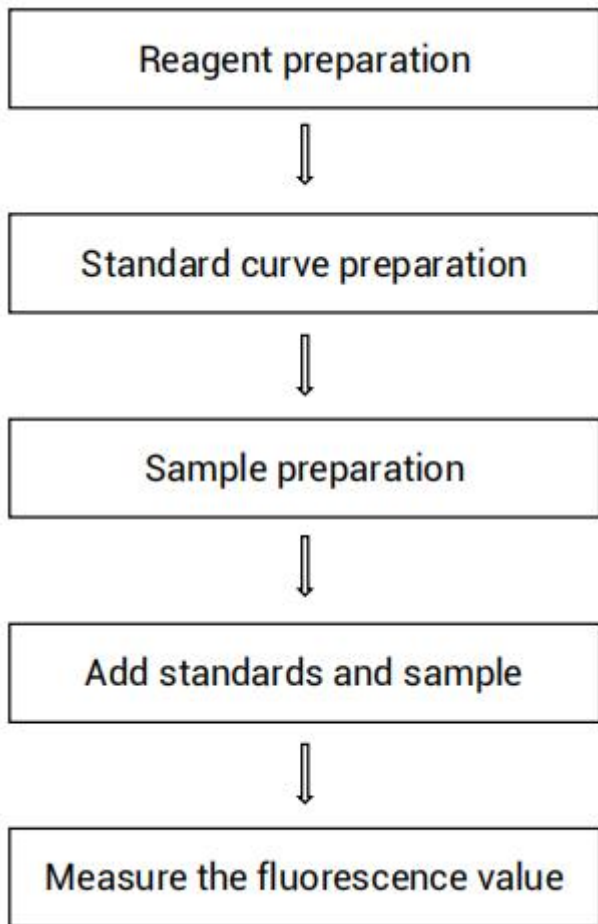 Reagent preparation
Standard curve preparation
Sample preparation
Add standards and sample
Measure the fluorescence value